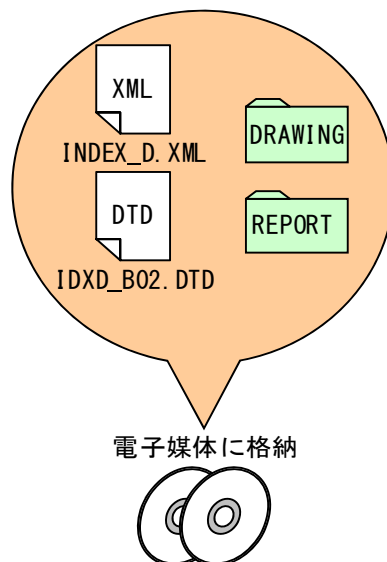 XML
INDEX_D.XML
DRAWING
DTD
IDXD_B02.DTD
REPORT
電子媒体に格納